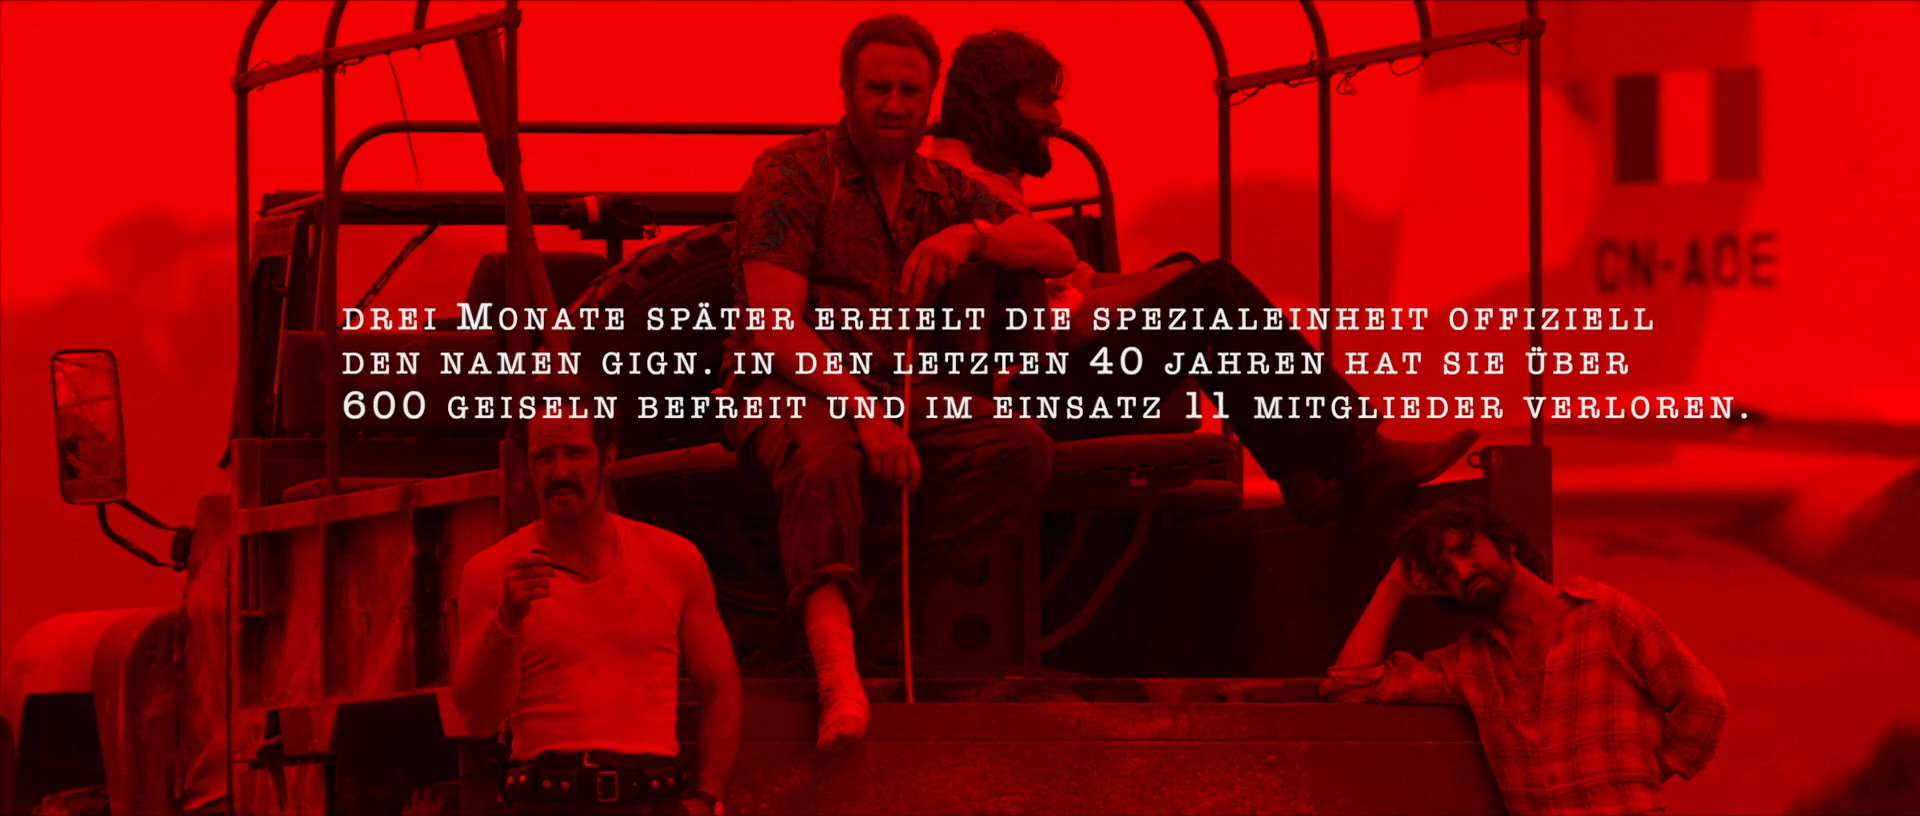 CN-AOE
DREI MONATE SPÄTER ERHIELT DIE SPEZIALEINHEIT OFFIZIELL
DEN NAMEN GIGN. IN DEN LETZTEN 40 JAHREN HAT SIE ÜBER
600 GEISELN BEFREIT UND IM EINSATZ 11 MITGLIEDER VERLOREN.